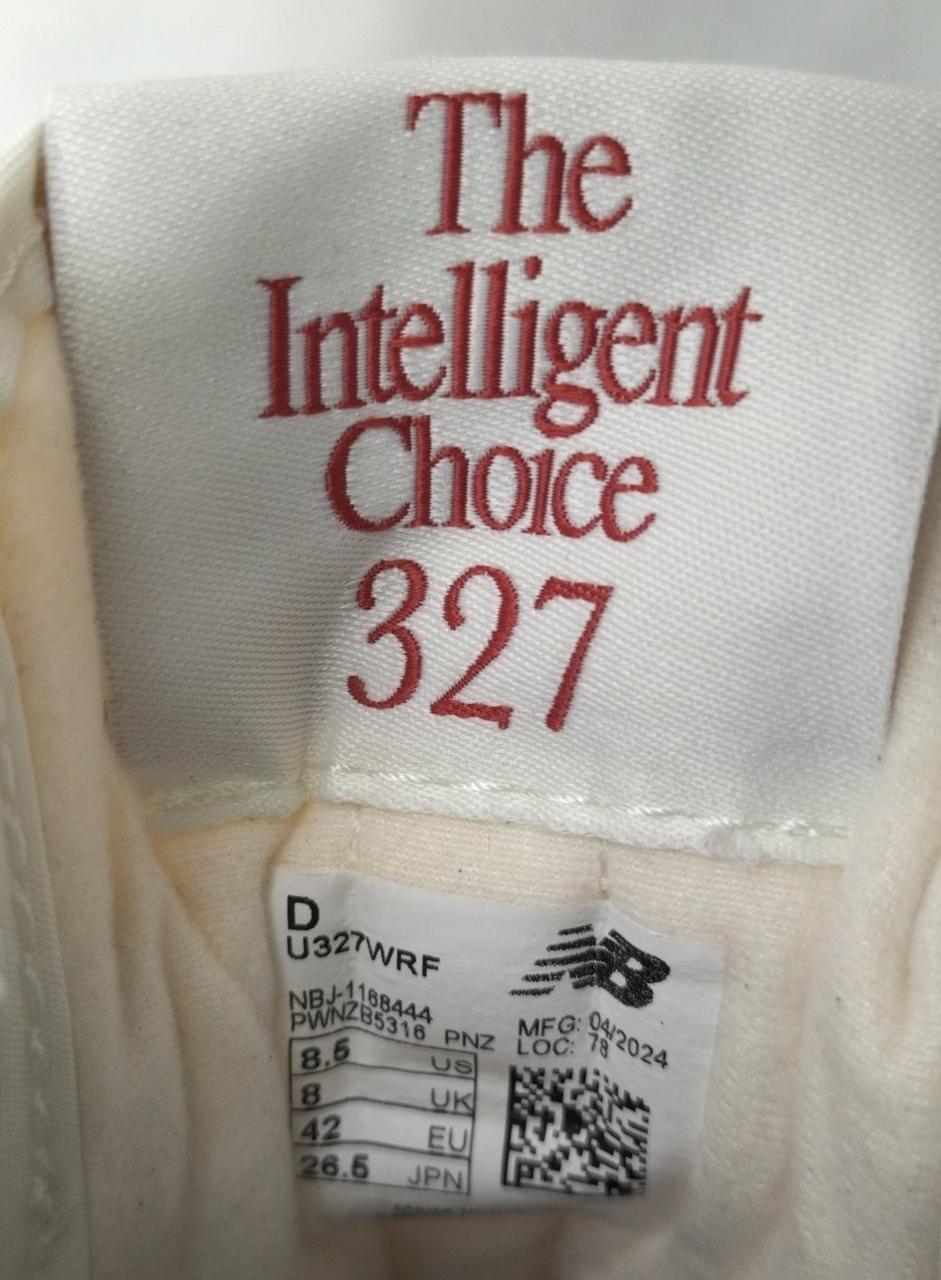 The
Intelligent
Choice
327
D
U327WRF
NBJ-1168444
PWNZB5316 PNZ
MFG: 04/2024
LOC: 78
8.5 US
8 UK
42 EU
26.5 JPN
NB